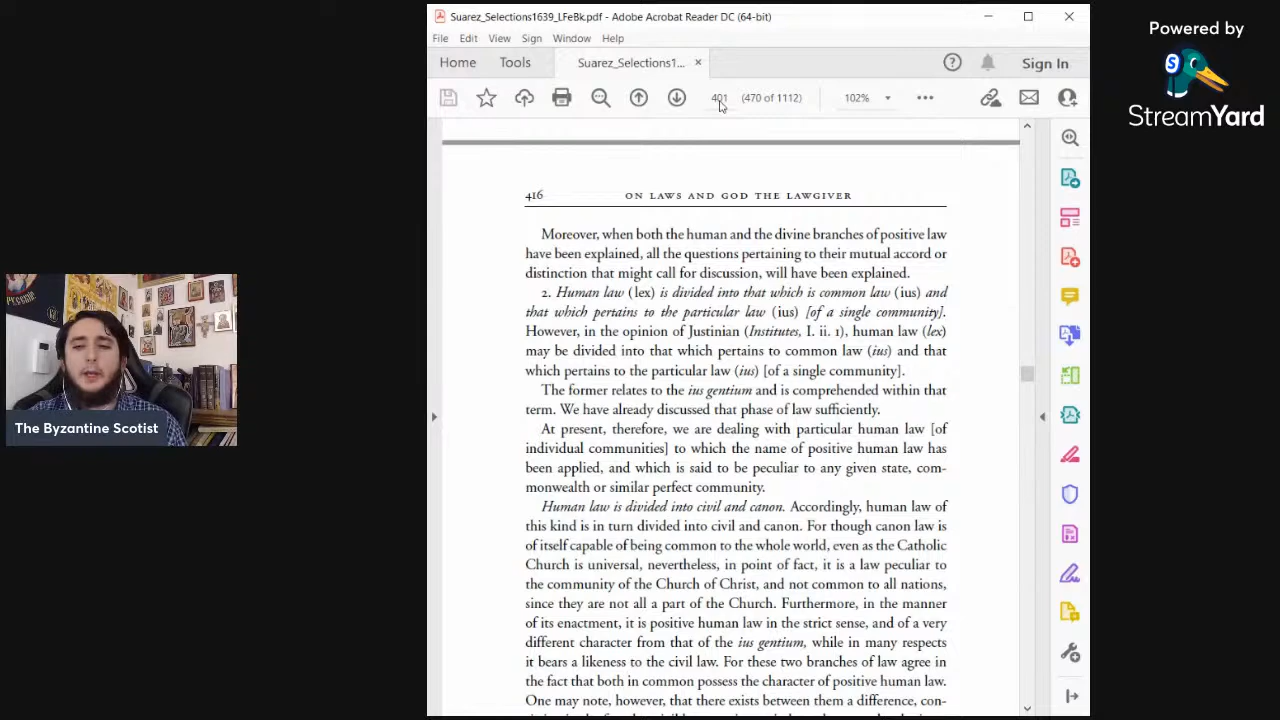 Suarez_Selections1639_LFeBk.pdf - Adobe Acrobat Reader DC (64-bit)
File Edit View Sign Window Help
Home Tools Suarez_Selections1... × Sign In
401 (470 of 1112) 102%
Powered by
StreamYard
416 ON LAWS AND GOD THE LAWGIVER
Moreover, when both the human and the divine branches of positive law
have been explained, all the questions pertaining to their mutual accord or
distinction that might call for discussion, will have been explained.
2. Human law (lex) is divided into that which is common law (ius) and
that which pertains to the particular law (ius) [of a single community].
However, in the opinion of Justinian (Institutes, I. ii. 1), human law (lex)
may be divided into that which pertains to common law (ius) and that
which pertains to the particular law (ius) [of a single community].
The former relates to the ius gentium and is comprehended within that
term. We have already discussed that phase of law sufficiently.
At present, therefore, we are dealing with particular human law [of
individual communities] to which the name of positive human law has
been applied, and which is said to be peculiar to any given state, com-
monwealth or similar perfect community.
Human law is divided into civil and canon. Accordingly, human law of
this kind is in turn divided into civil and canon. For though canon law is
of itself capable of being common to the whole world, even as the Catholic
Church is universal, nevertheless, in point of fact, it is a law peculiar to
the community of the Church of Christ, and not common to all nations,
since they are not all a part of the Church. Furthermore, in the manner
of its enactment, it is positive human law in the strict sense, and of a very
different character from that of the ius gentium, while in many respects
it bears a likeness to the civil law. For these two branches of law agree in
the fact that both in common possess the character of positive human law.
One may note, however, that there exists between them a difference, con-
The Byzantine Scotist